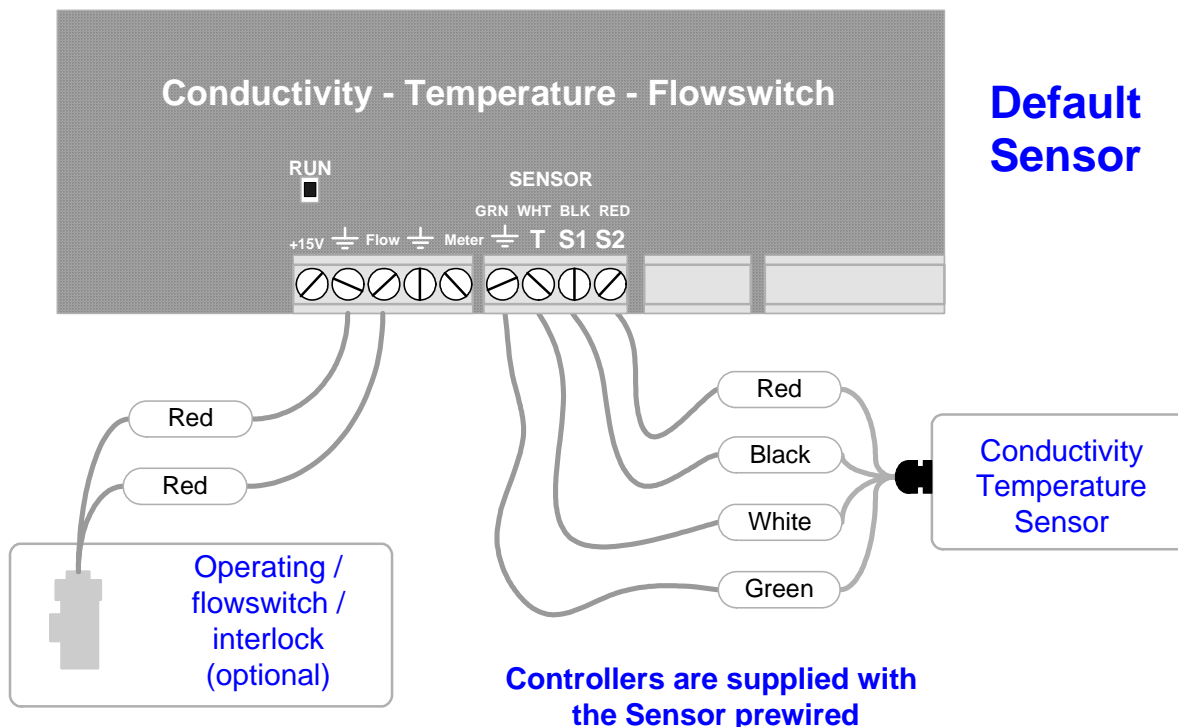 Conductivity - Temperature - Flowswitch
Default
Sensor
RUN
SENSOR
GRN WHT BLK RED
+15V Flow Meter T S1 S2
Red
Red
Red
Black
White
Green
Conductivity
Temperature
Sensor
Operating /
flowswitch /
interlock
(optional)
Controllers are supplied with
the Sensor prewired